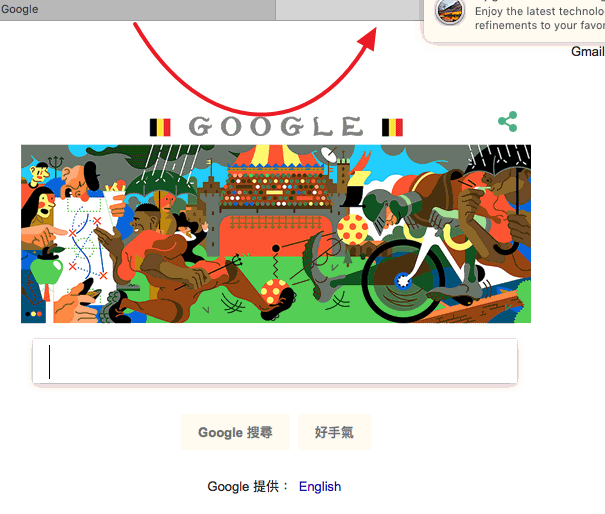 Google
Enjoy the latest technolo
refinements to your favor
Gmail
GOOGLE
Google 搜尋
好手氣
Google 提供： English